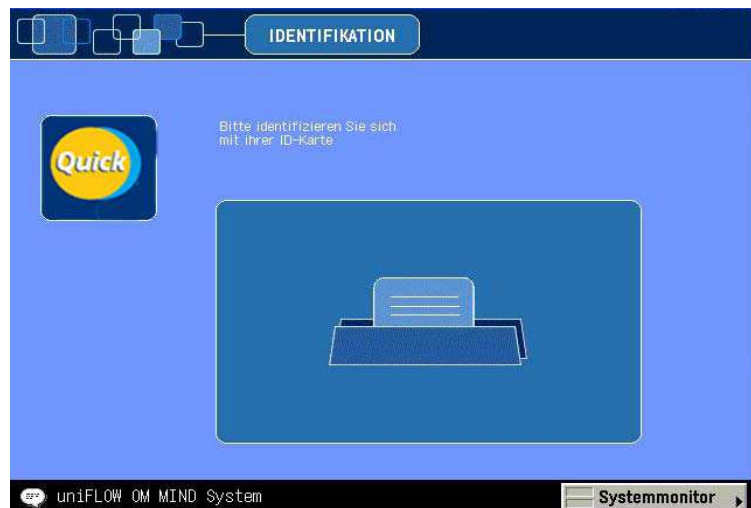 IDENTIFIKATION
Bitte identifizieren Sie sich
mit ihrer ID-Karte
Quick
uniFLOW OM MIND System
Systemmonitor